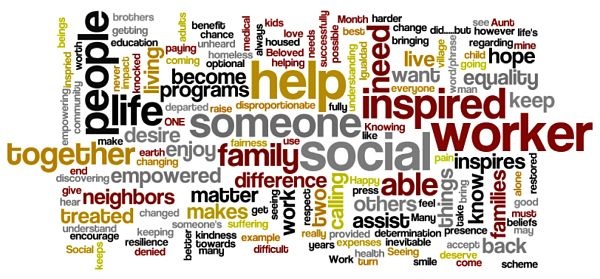 beings
inspried
worth
brothers
getting
education
benefit
chance
unheard
adults
always
medical
kids
love
housed
Beloved
helping
needs
looked
successfully
possible
Month
best
harder
change
bringing
did.....but
however
life's
see
Aunt
regarding
mine
village
word/phrase
child
going
man
hope
community
empowering
people
never
impact
knocked
living
paying
coming
homeless
optional
become
programs
help
understanding
Igualdad
everyone
need
live
want
equality
keep
life
departed
raise
disproportionate
fully
inspired
ONE
someone
Knowing
like
worker
make
desire
enjoy
fairness
use
together
earth
changing
family
social
pain
inspires
end
discovering
empowered
difference
calling
Happy
able
things
know
families
alone
good
restored
give
hear
neighbors
matter
work
seeing
respect
two
press
others
feel
Many
take
bring
must
beliefs
may
treated
changed
makes
get
suffering
assist
back
understand
encourage
resilience
denied
someone's
better
kindness
towards
many
example
difficult
really
years
provided
determination
expenses
inevitable
accept
deserve
Social
keeps
keeping
Work
turn
health
Seeing
smile
come
scheme